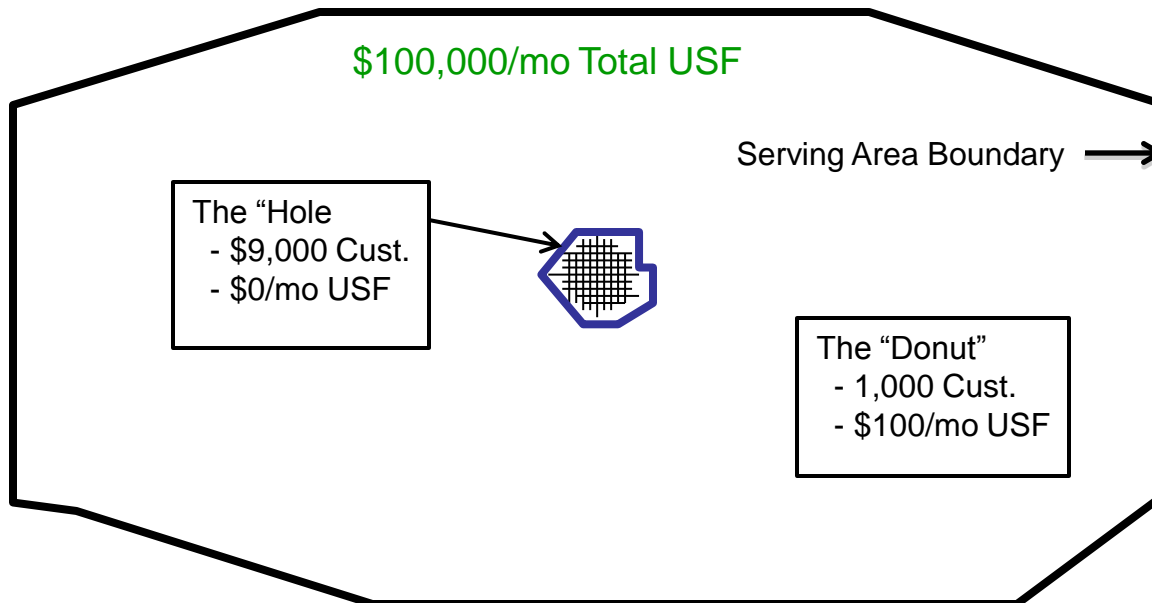 $100,000/mo Total USF
Serving Area Boundary
The “Hole
- $9,000 Cust.
- $0/mo USF
The “Donut”
- 1,000 Cust.
- $100/mo USF